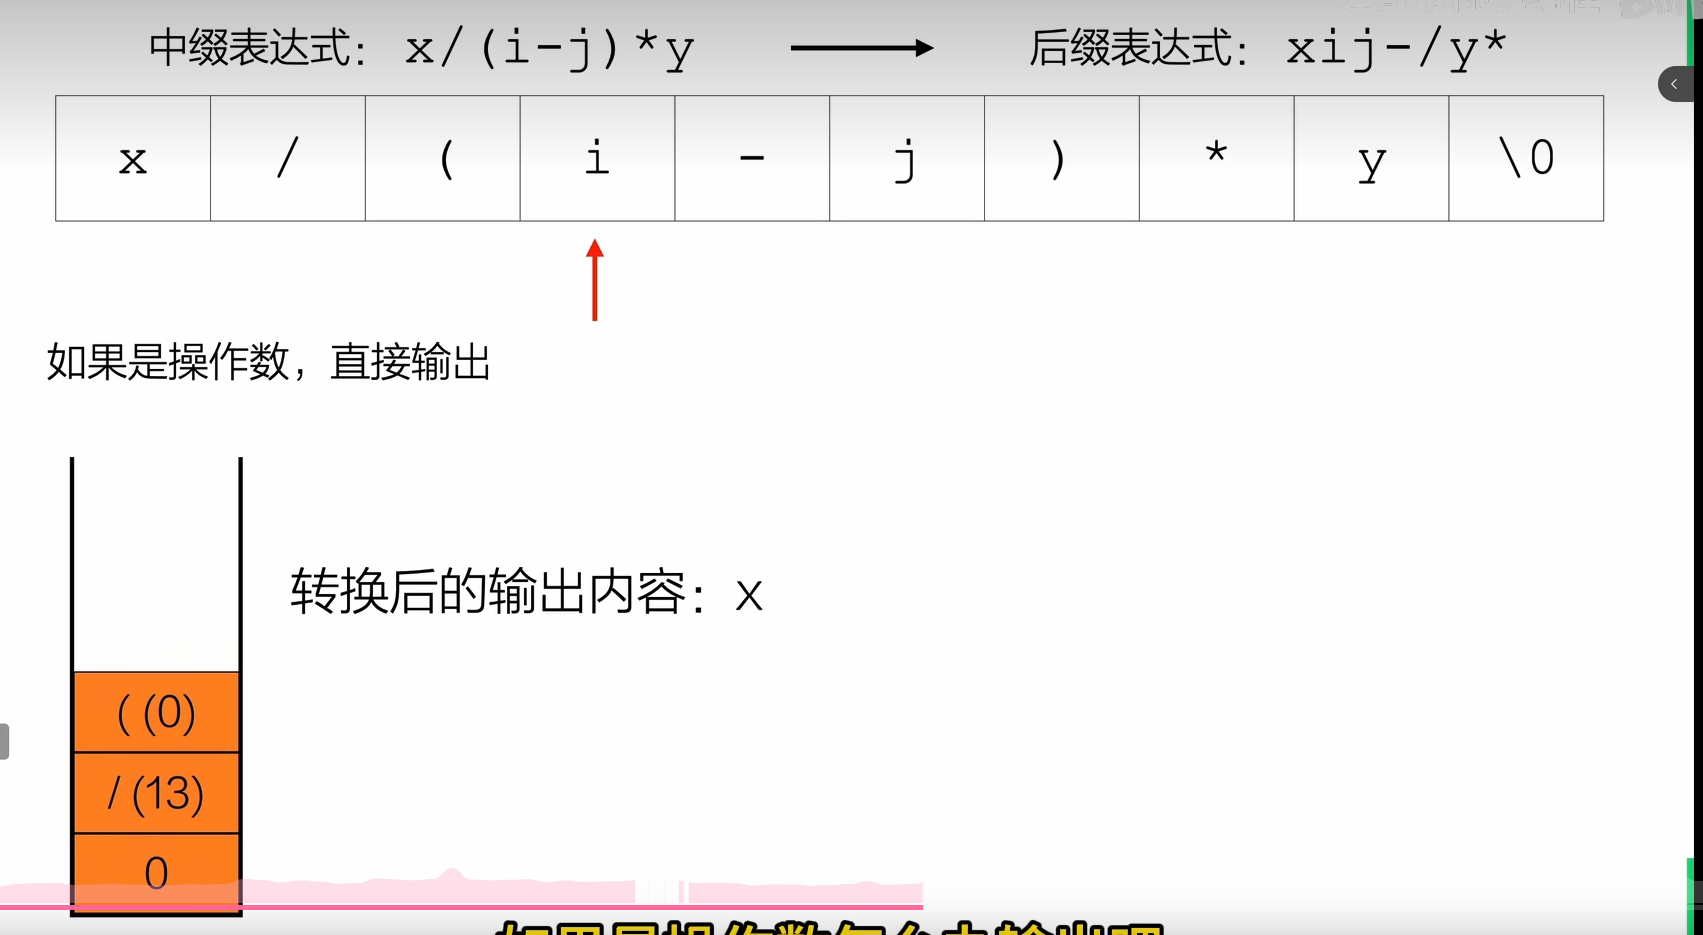 中缀表达式： x/(i-j)*y 后缀表达式： xij-/y*
x / ( i - j ) * y \0
如果是操作数，直接输出
转换后的输出内容：x
( (0)
/ (13)
0